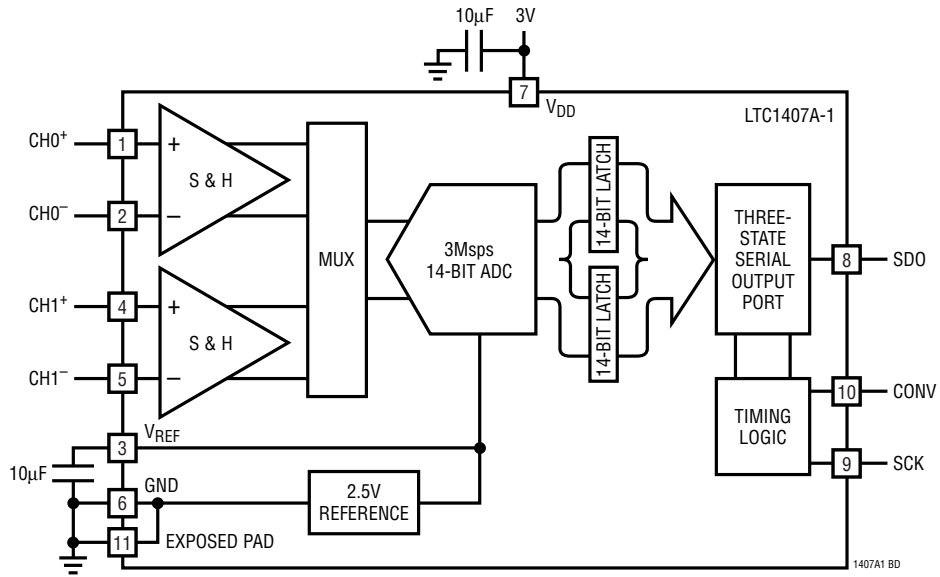 10µF
3V
7
VDD
LTC1407A-1
CH0+
1
+
S & H
CH0–
2
–
MUX
3Msps
14-BIT ADC
14-BIT LATCH
14-BIT LATCH
THREE-
STATE
SERIAL
OUTPUT
PORT
8
SDO
CH1+
4
+
S & H
CH1–
5
–
TIMING
LOGIC
10
CONV
9
SCK
3
VREF
10µF
6
GND
2.5V
REFERENCE
11
EXPOSED PAD
1407A1 BD